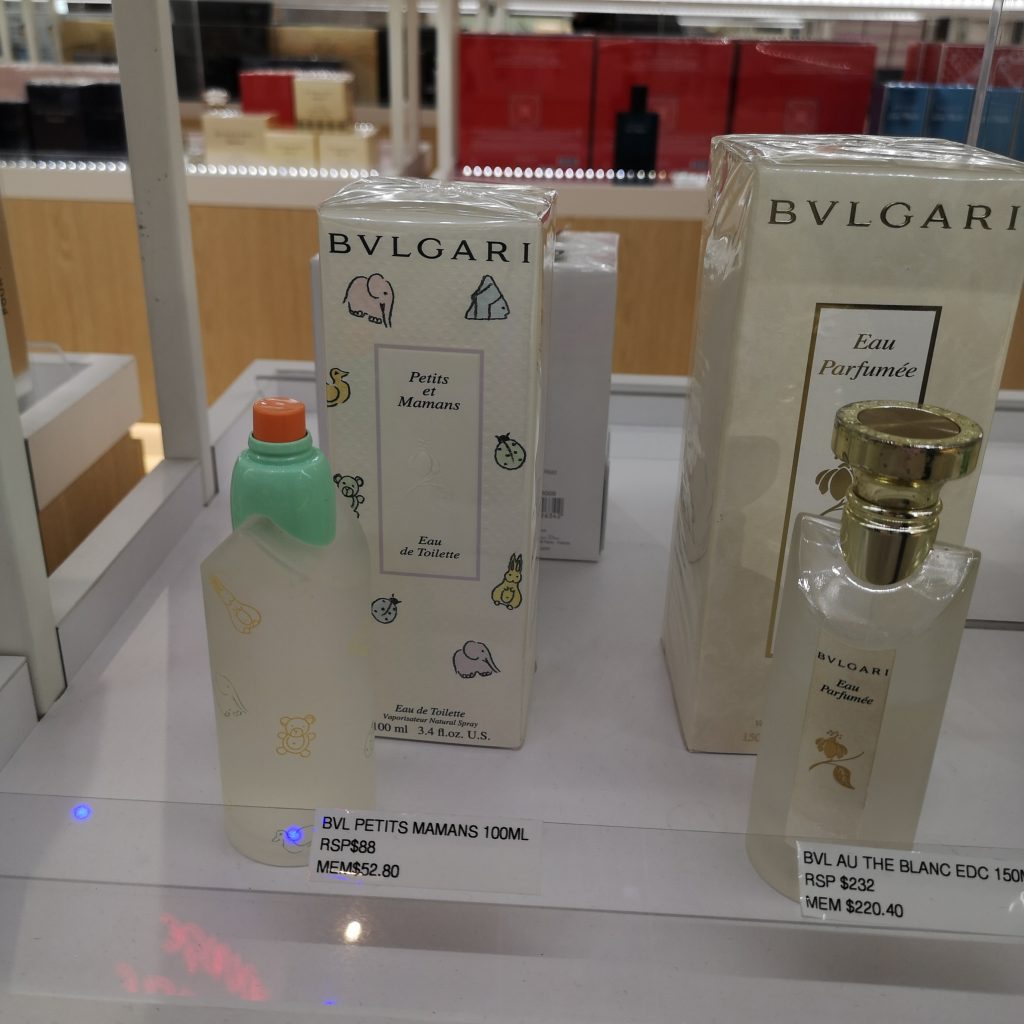 BVLGARI
Petits
et
Mamans
Eau
de Toilette
Eau de Toilette
Vaporisateur Natural Spray
100 ml 3.4 fl.oz. U.S.
BVLGARI
Eau
Parfumée
BVLGARI
Eau
Parfumée
BVL PETITS MAMANS 100ML
RSP$88
MEM$52.80
BVL AU THE BLANC EDC 150M
RSP $232
MEM $220.40